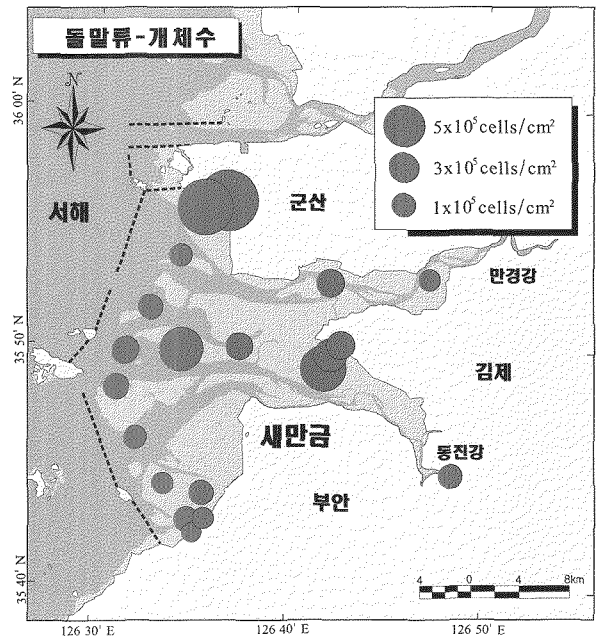 돌말류-개체수
N
36 00' N
5x10⁵cells/cm²
3x10⁵cells/cm²
1x10⁵cells/cm²
서해
군산
만경강
35 50' N
김제
새만금
동진강
부안
35 40' N
4 0 4 8km
126 30' E
126 40' E
126 50' E